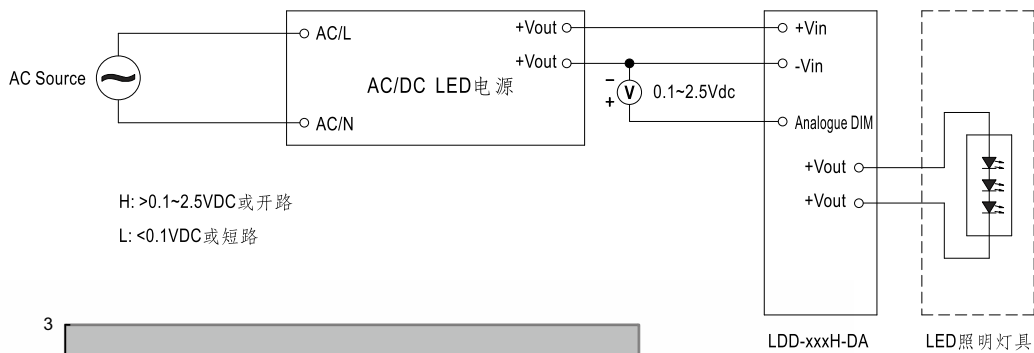 AC Source
AC/L
AC/N
AC/DC LED电源
+Vout
+Vout
−
+
V
0.1~2.5Vdc
+Vin
-Vin
Analogue DIM
+Vout
+Vout
H: >0.1~2.5VDC或开路
L: <0.1VDC或短路
LDD-xxxH-DA
LED照明灯具
3